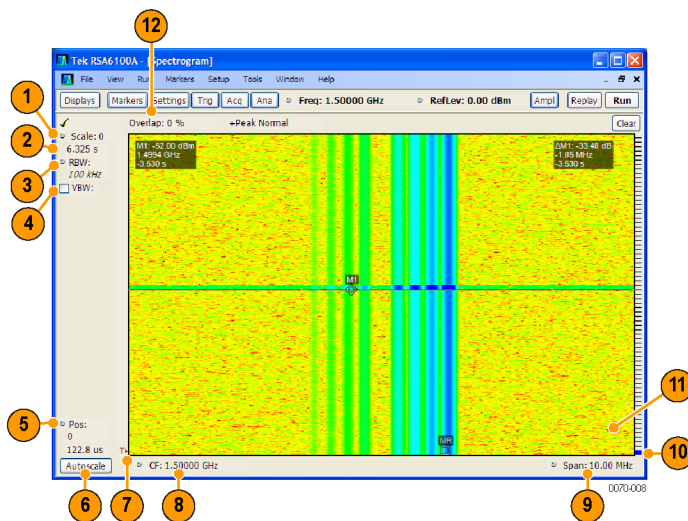 12
Tek RSA6100A - [Spectrogram]
File View Run Markers Setup Tools Window Help
Displays Markers Settings Trig Acq Ana Freq: 1.50000 GHz RefLev: 0.00 dBm Ampl Replay Run
Overlap: 0 % +Peak Normal Clear
1
Scale: 0
2
6.325 s
RBW:
3
100 kHz
VBW:
4
M1: -52.00 dBm
1.4994 GHz
-3.530 s
ΔM1: -33.48 dB
-1.85 MHz
-3.530 s
M1
MR
11
5
Pos:
0
122.8 us
10
Autoscale
CF: 1.50000 GHz
Span: 10.00 MHz
6
7
8
9
0070-008